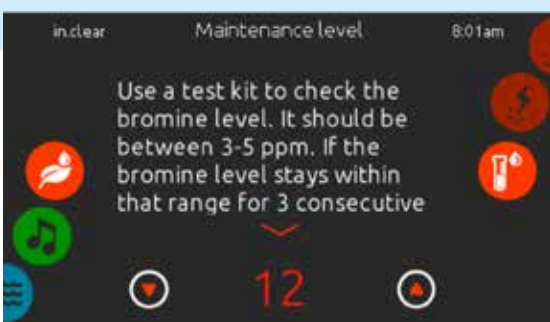 in.clear Maintenance level 8:01am
Use a test kit to check the
bromine level. It should be
between 3-5 ppm. If the
bromine level stays within
that range for 3 consecutive
12